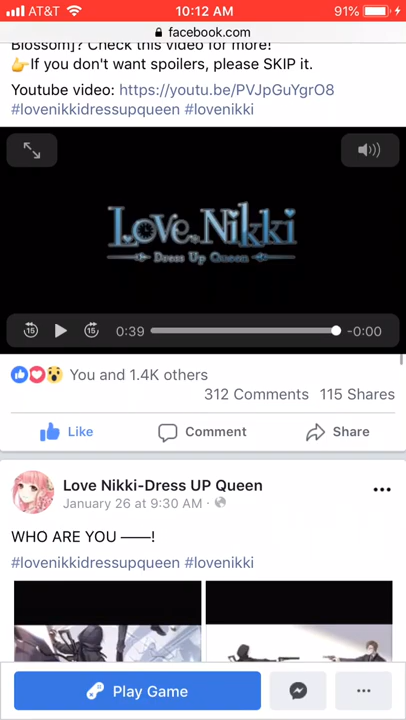 AT&T 10:12 AM 91%
facebook.com
Blossom]? Check this video for more!
👉If you don't want spoilers, please SKIP it.
Youtube video: https://youtu.be/PVJpGuYgrO8
#lovenikkidressupqueen #lovenikki
Love Nikki
Dress Up Queen
15 15 0:39 -0:00
You and 1.4K others
312 Comments 115 Shares
Like Comment Share
Love Nikki-Dress UP Queen
January 26 at 9:30 AM ·
WHO ARE YOU ——!
#lovenikkidressupqueen #lovenikki
Play Game